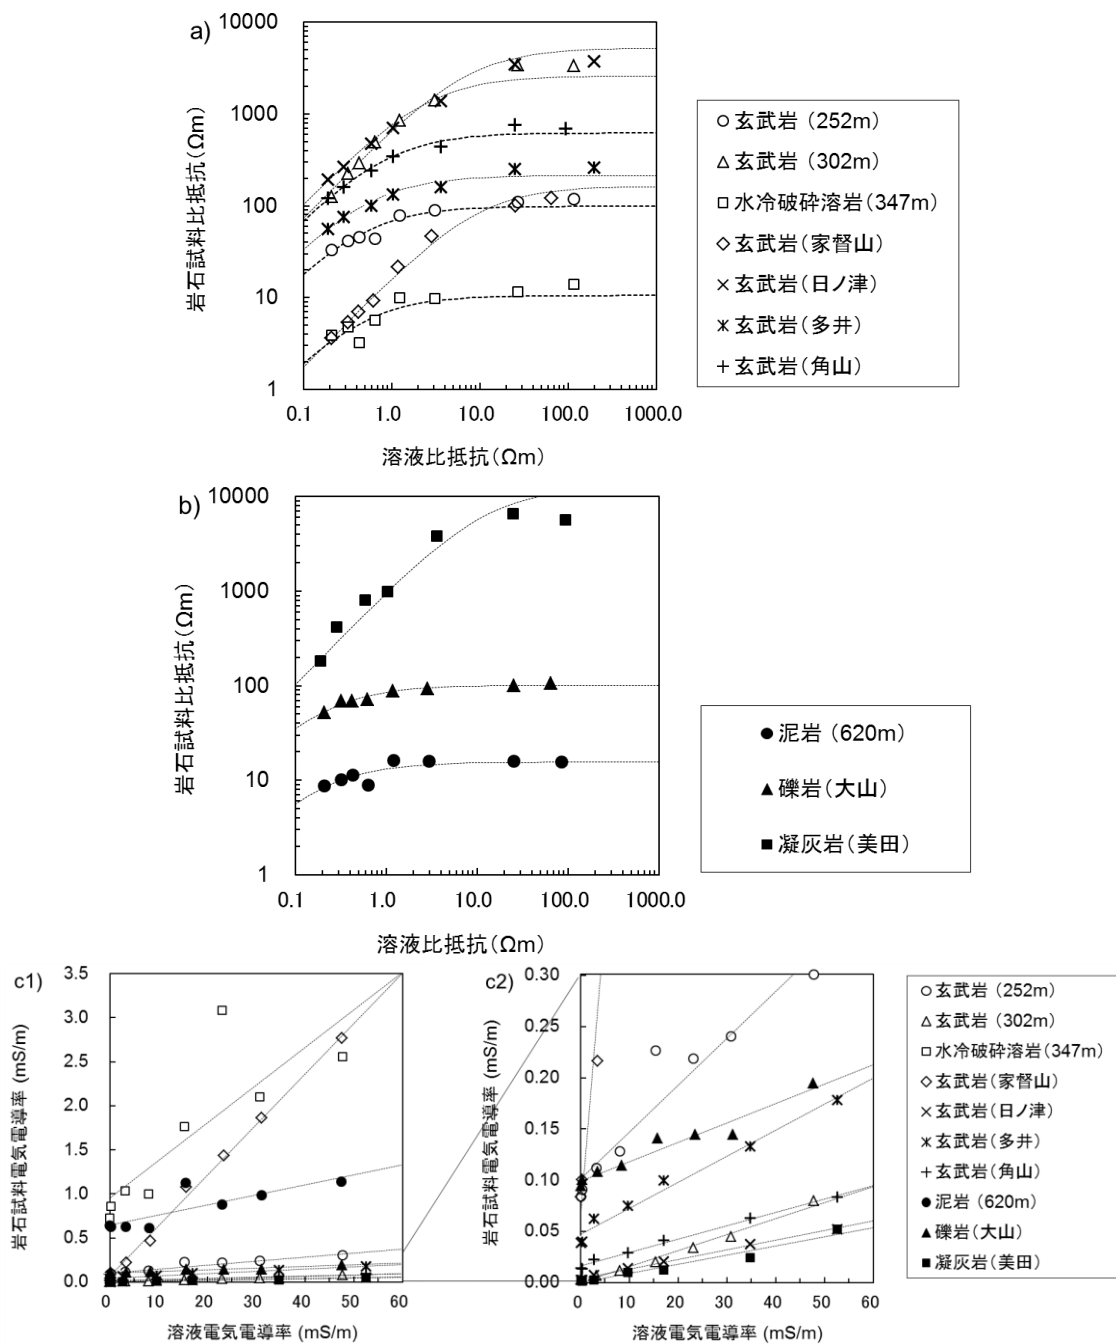 a)
10000
1000
100
10
1
0.1
1.0
10.0
100.0
1000.0
岩石試料比抵抗(Ωm)
溶液比抵抗(Ωm)
玄武岩 (252m)
玄武岩 (302m)
水冷破砕溶岩(347m)
玄武岩(家督山)
玄武岩(日ノ津)
玄武岩(多井)
玄武岩(角山)
b)
10000
1000
100
10
1
0.1
1.0
10.0
100.0
1000.0
岩石試料比抵抗(Ωm)
溶液比抵抗(Ωm)
泥岩 (620m)
礫岩(大山)
凝灰岩(美田)
c1)
3.5
3.0
2.5
2.0
1.5
1.0
0.5
0.0
0
10
20
30
40
50
60
岩石試料電気電導率 (mS/m)
溶液電気電導率 (mS/m)
c2)
0.30
0.25
0.20
0.15
0.10
0.05
0.00
0
10
20
30
40
50
60
岩石試料電気電導率 (mS/m)
溶液電気電導率 (mS/m)
玄武岩 (252m)
玄武岩 (302m)
水冷破砕溶岩(347m)
玄武岩(家督山)
玄武岩(日ノ津)
玄武岩(多井)
玄武岩(角山)
泥岩 (620m)
礫岩(大山)
凝灰岩(美田)